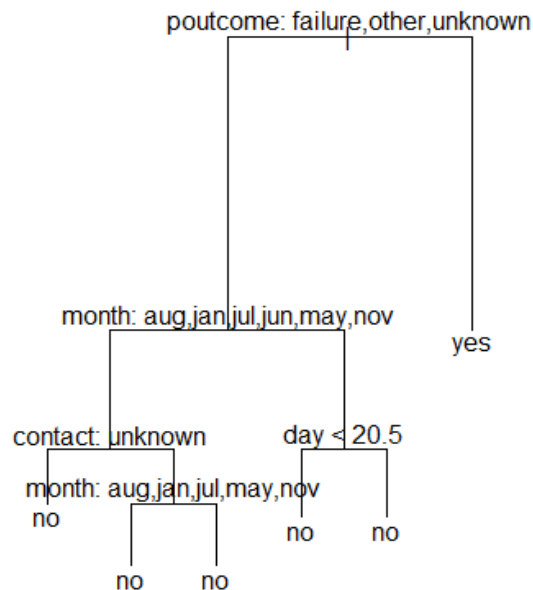 poutcome: failure,other,unknown
month: aug,jan,jul,jun,may,nov
yes
contact: unknown
day < 20.5
month: aug,jan,jul,may,nov
no
no
no
no
no